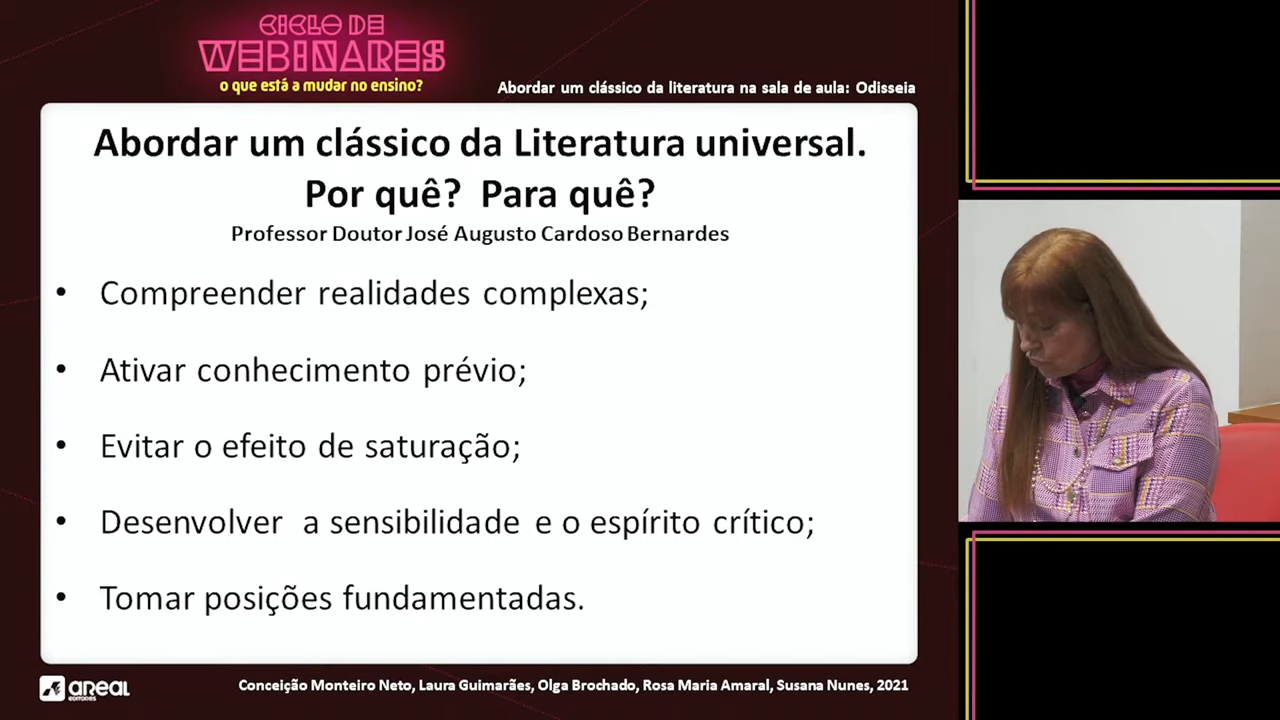 CICLO DE
WEBINARES
o que está a mudar no ensino?
Abordar um clássico da literatura na sala de aula: Odisseia
Abordar um clássico da Literatura universal.
Por quê? Para quê?
Professor Doutor José Augusto Cardoso Bernardes
• Compreender realidades complexas;
• Ativar conhecimento prévio;
• Evitar o efeito de saturação;
• Desenvolver a sensibilidade e o espírito crítico;
• Tomar posições fundamentadas.
areal
EDITORES
Conceição Monteiro Neto, Laura Guimarães, Olga Brochado, Rosa Maria Amaral, Susana Nunes, 2021